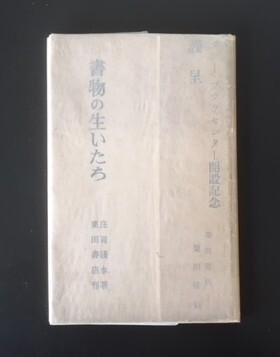 ブックセンター開設記念
謹呈
書物の生いたち
庄司浅水著
栗田書店刊